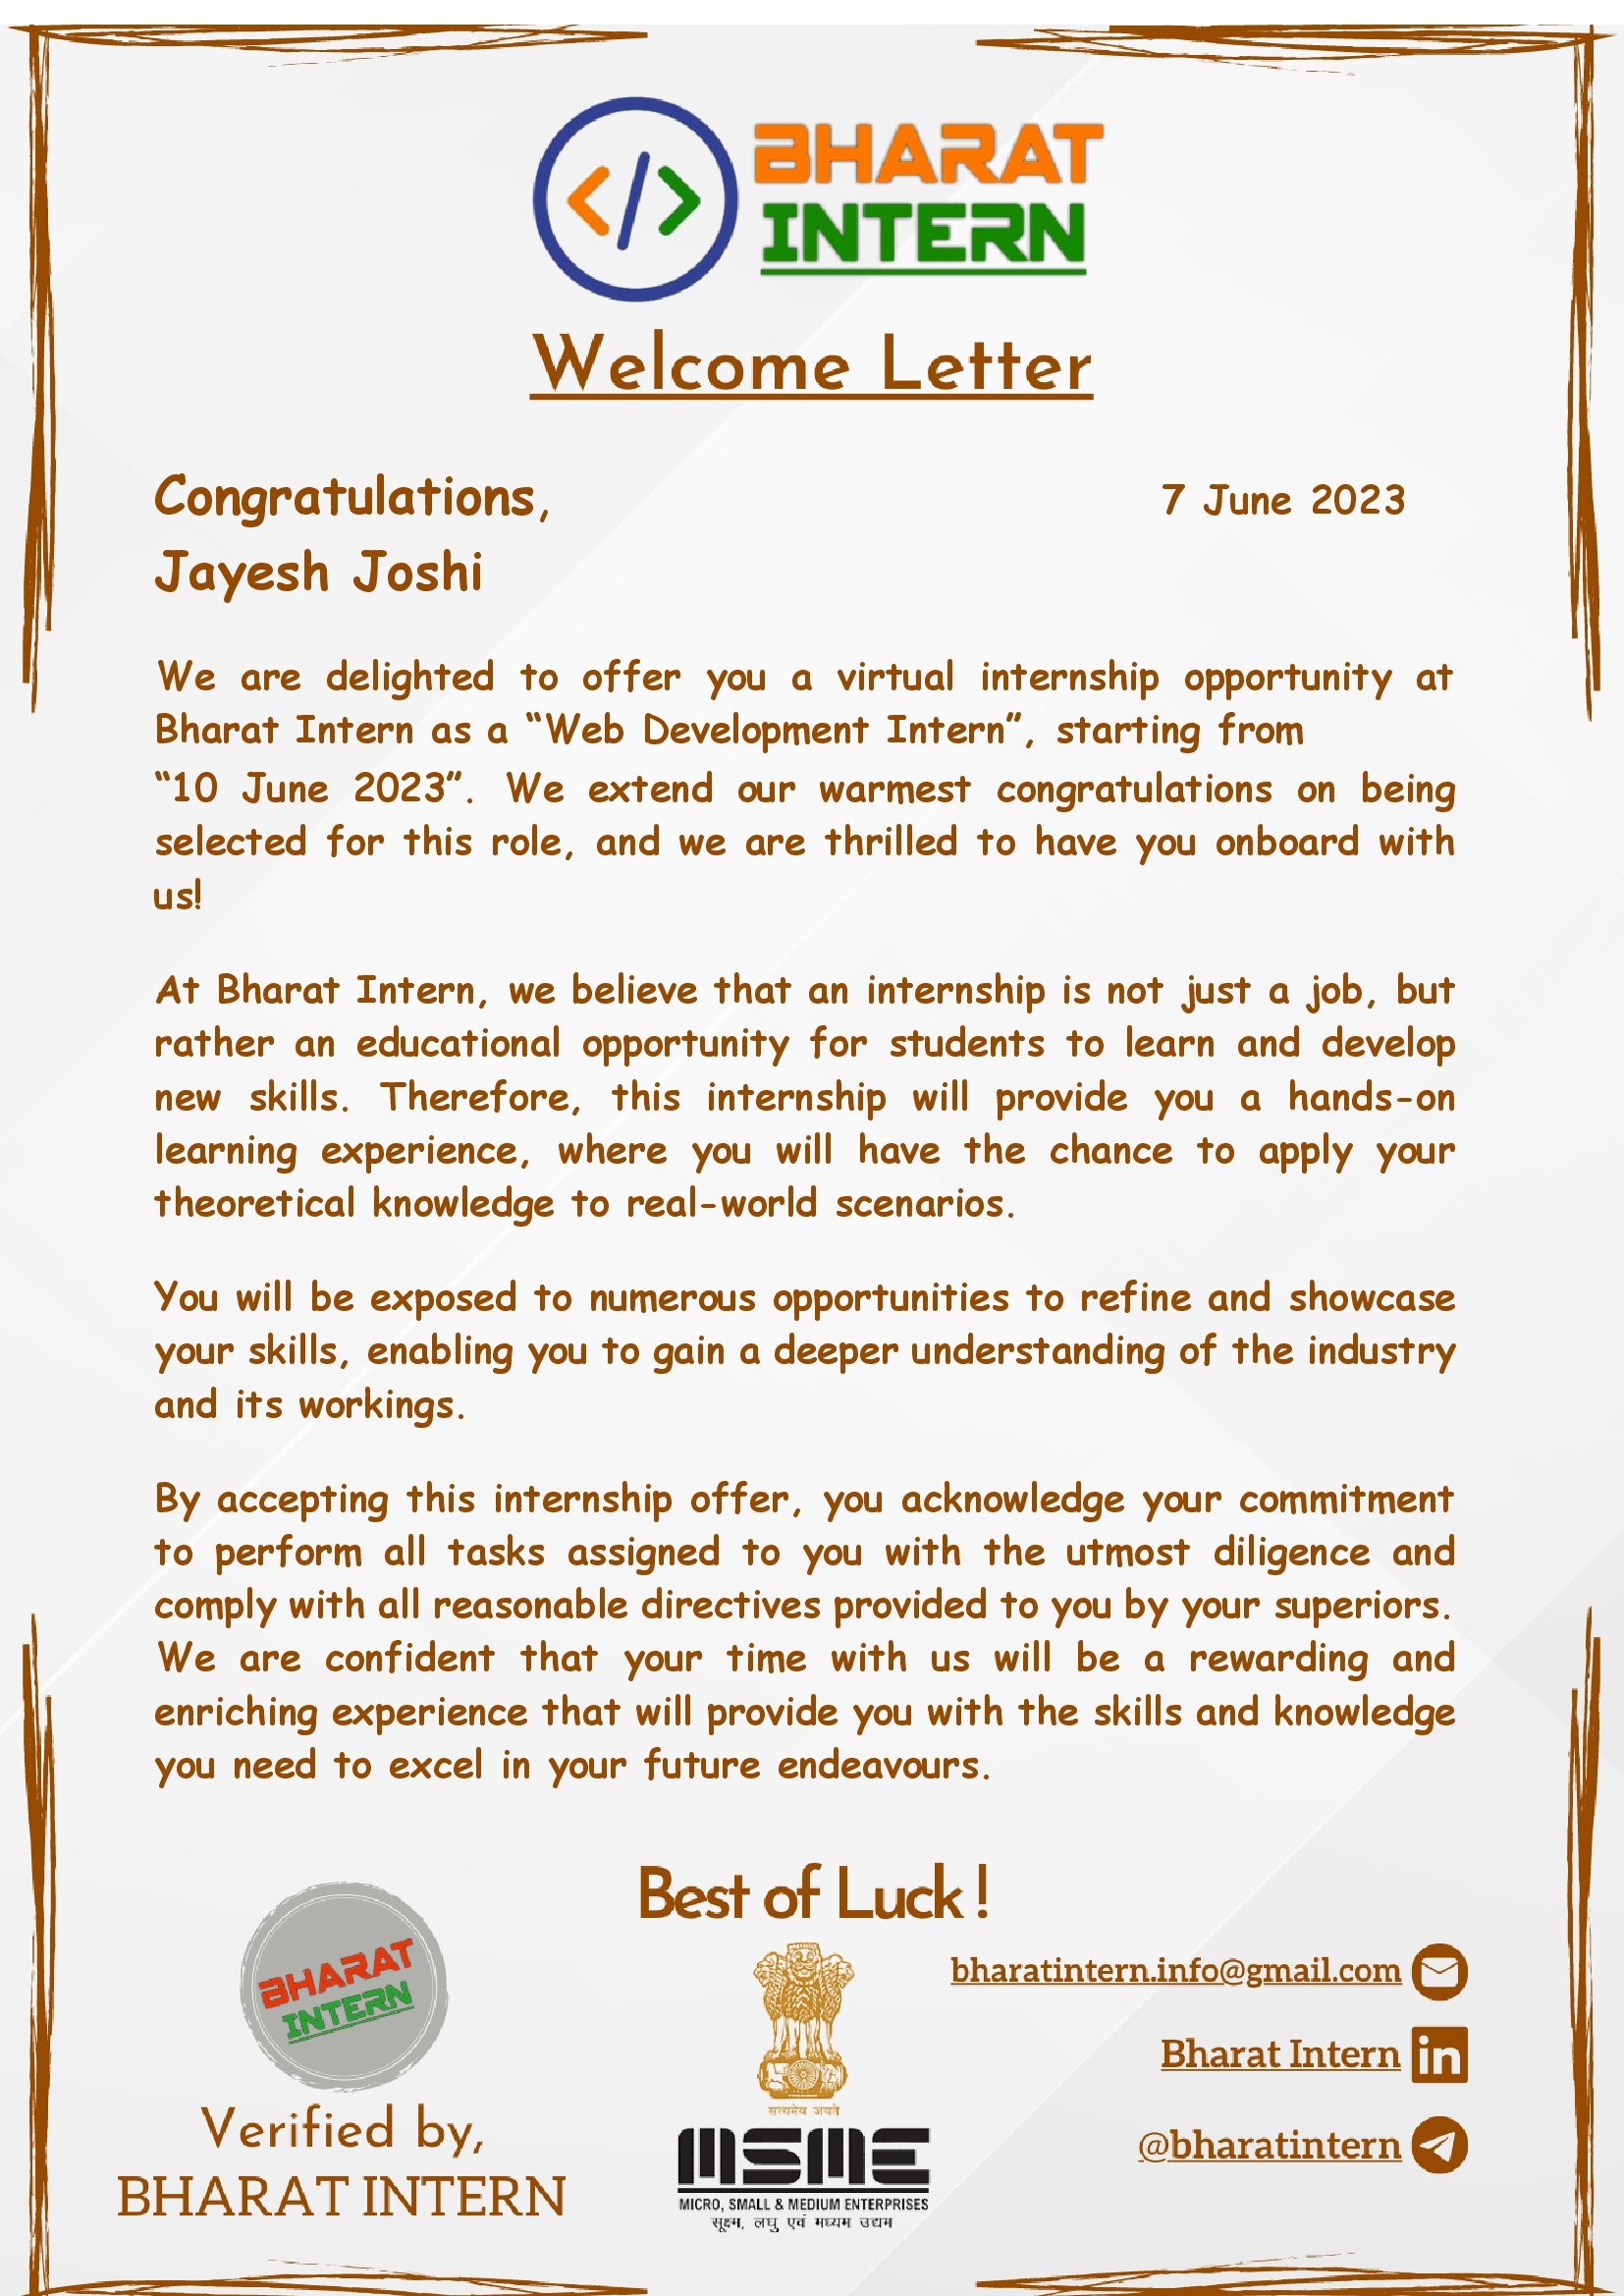 BHARAT
INTERN
Welcome Letter
Congratulations,
7 June 2023
Jayesh Joshi
We are delighted to offer you a virtual internship opportunity at
Bharat Intern as a “Web Development Intern”, starting from
“10 June 2023”. We extend our warmest congratulations on being
selected for this role, and we are thrilled to have you onboard with
us!
At Bharat Intern, we believe that an internship is not just a job, but
rather an educational opportunity for students to learn and develop
new skills. Therefore, this internship will provide you a hands-on
learning experience, where you will have the chance to apply your
theoretical knowledge to real-world scenarios.
You will be exposed to numerous opportunities to refine and showcase
your skills, enabling you to gain a deeper understanding of the industry
and its workings.
By accepting this internship offer, you acknowledge your commitment
to perform all tasks assigned to you with the utmost diligence and
comply with all reasonable directives provided to you by your superiors.
We are confident that your time with us will be a rewarding and
enriching experience that will provide you with the skills and knowledge
you need to excel in your future endeavours.
Best of Luck !
BHARAT
INTERN
Verified by,
BHARAT INTERN
सत्यमेव जयते
MSME
MICRO, SMALL & MEDIUM ENTERPRISES
सूक्ष्म, लघु एवं मध्यम उद्यम
bharatintern.info@gmail.com
Bharat Intern
in
@bharatintern